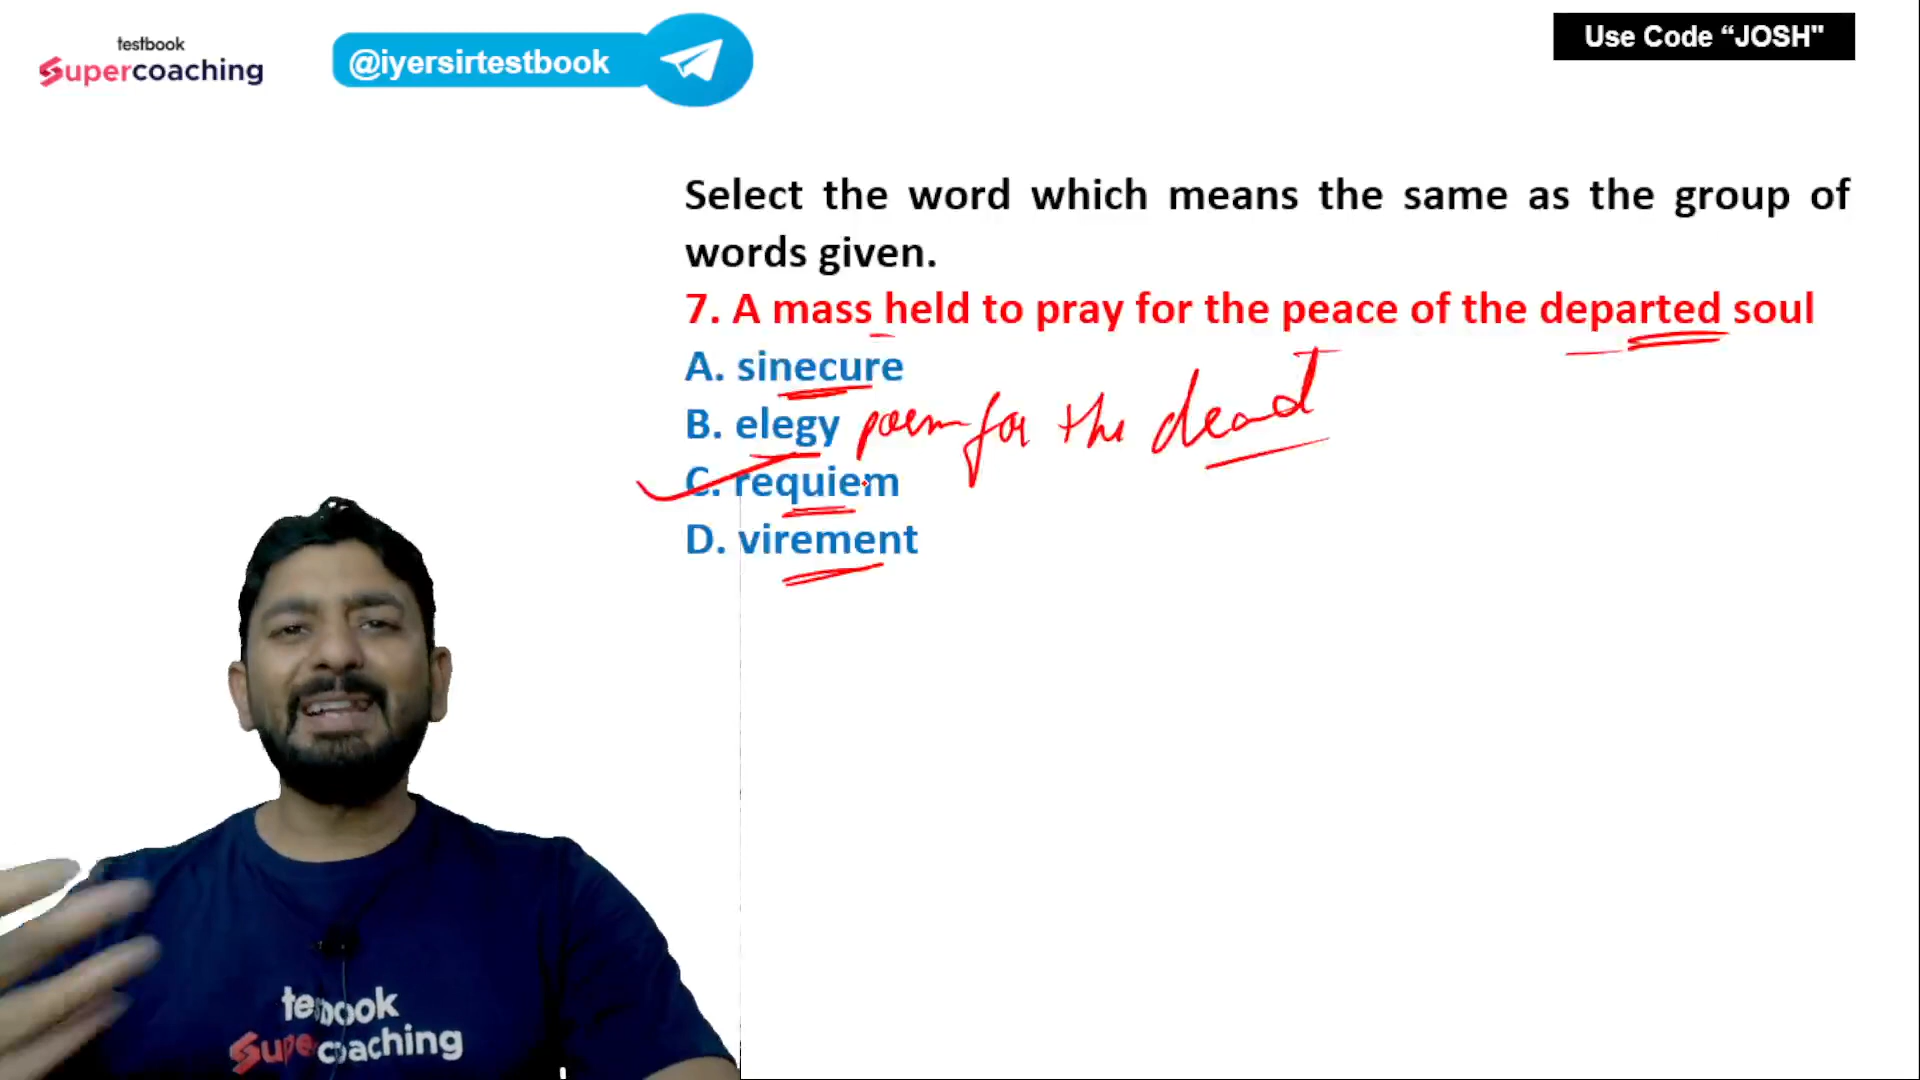 testbook
Supercoaching
@iyersirtestbook
Use Code “JOSH"
Select the word which means the same as the group of
words given.
7. A mass held to pray for the peace of the departed soul
A. sinecure
B. elegy poem for the dead
C. requiem
D. virement
testbook
Supercoaching